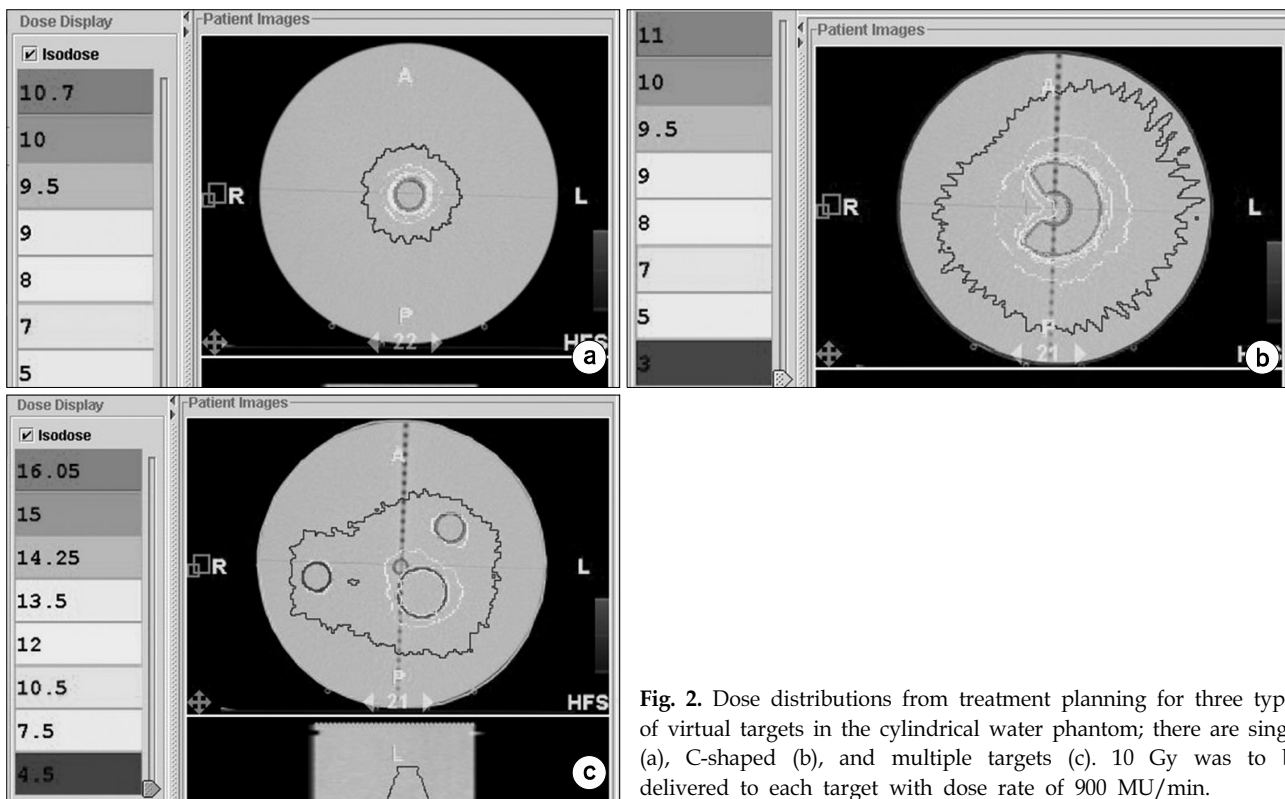 Dose Display
Isodose
10.7
10
9.5
9
8
7
5
Patient Images
A
R
L
P
22
HFS
a
11
10
9.5
9
8
7
5
3
Patient Images
A
R
L
P
21
b
Dose Display
Isodose
16.05
15
14.25
13.5
12
10.5
7.5
4.5
Patient Images
A
R
L
P
21
HFS
L
c
Fig. 2. Dose distributions from treatment planning for three typ
of virtual targets in the cylindrical water phantom; there are sing
(a), C-shaped (b), and multiple targets (c). 10 Gy was to b
delivered to each target with dose rate of 900 MU/min.